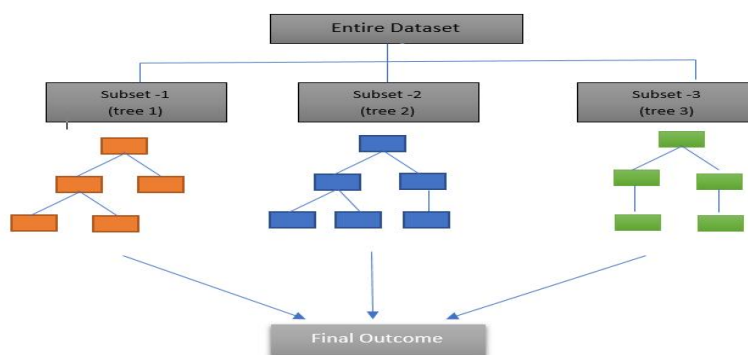 Entire Dataset
Subset -1
(tree 1)
Subset -2
(tree 2)
Subset -3
(tree 3)
Final Outcome